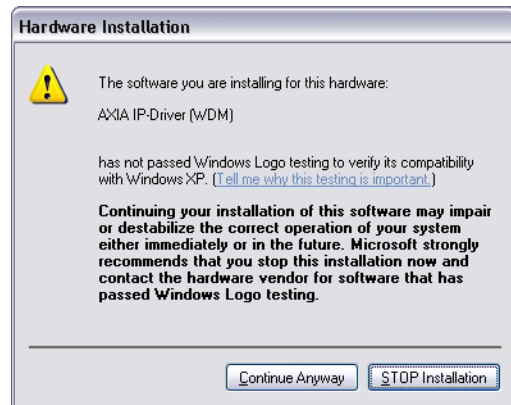 Hardware Installation
The software you are installing for this hardware:
AXIA IP-Driver (WDM)
has not passed Windows Logo testing to verify its compatibility
with Windows XP. (Tell me why this testing is important.)
Continuing your installation of this software may impair
or destabilize the correct operation of your system
either immediately or in the future. Microsoft strongly
recommends that you stop this installation now and
contact the hardware vendor for software that has
passed Windows Logo testing.
Continue Anyway
STOP Installation